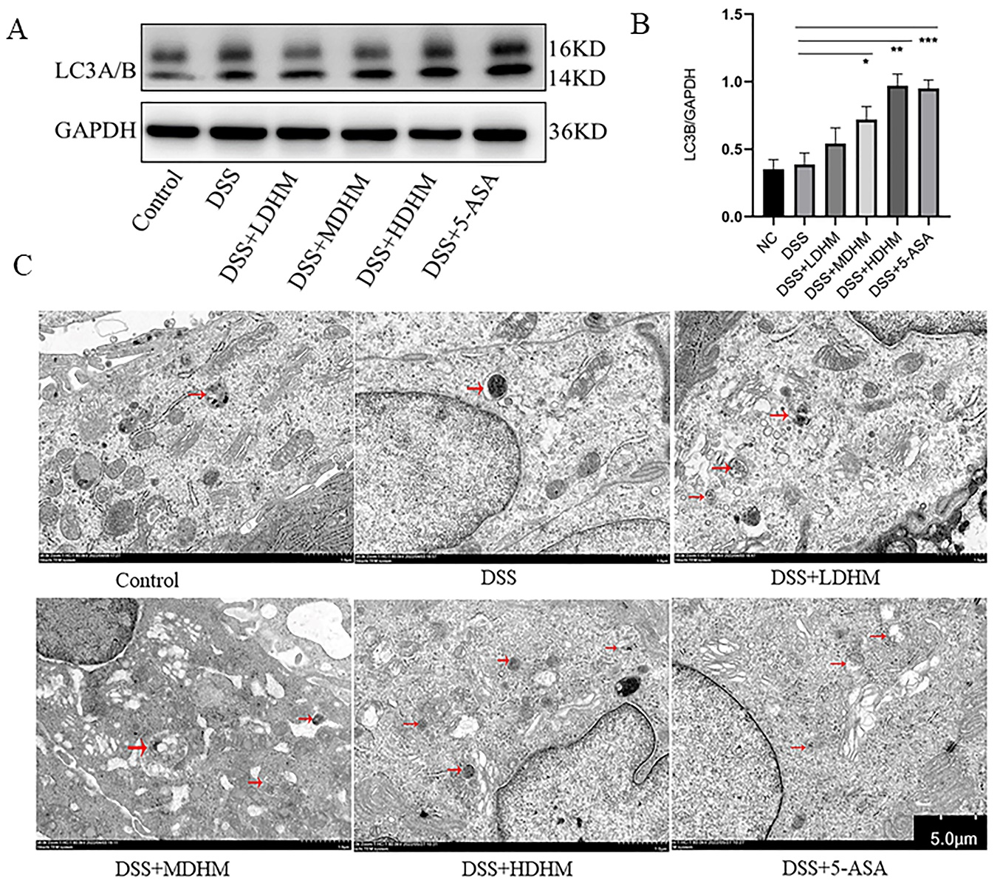 A
LC3A/B
16KD
14KD
GAPDH
36KD
Control
DSS
DSS+LDHM
DSS+MDHM
DSS+HDHM
DSS+5-ASA
B
LC3B/GAPDH
1.5
1.0
0.5
0.0
*
**
***
NC
DSS
DSS+LDHM
DSS+MDHM
DSS+HDHM
DSS+5-ASA
C
Control
DSS
DSS+LDHM
DSS+MDHM
DSS+HDHM
DSS+5-ASA
5.0μm